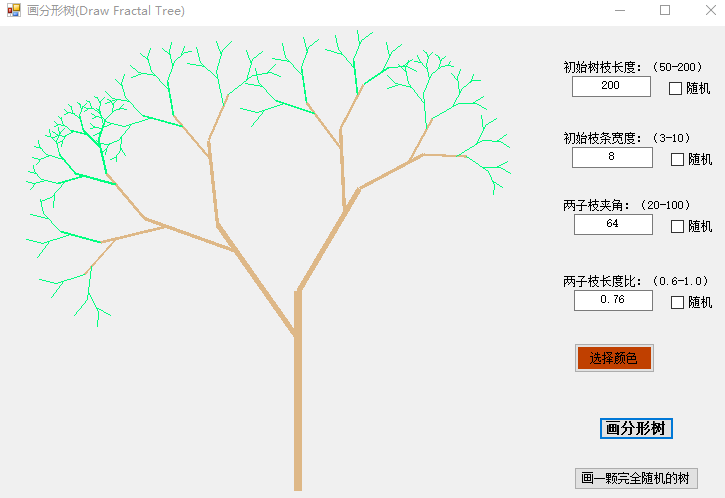 画分形树(Draw Fractal Tree)
初始树枝长度：（50-200）
200
随机
初始枝条宽度：（3-10）
8
随机
两子枝夹角：（20-100）
64
随机
两子枝长度比：（0.6-1.0）
0.76
随机
选择颜色
画分形树
画一颗完全随机的树